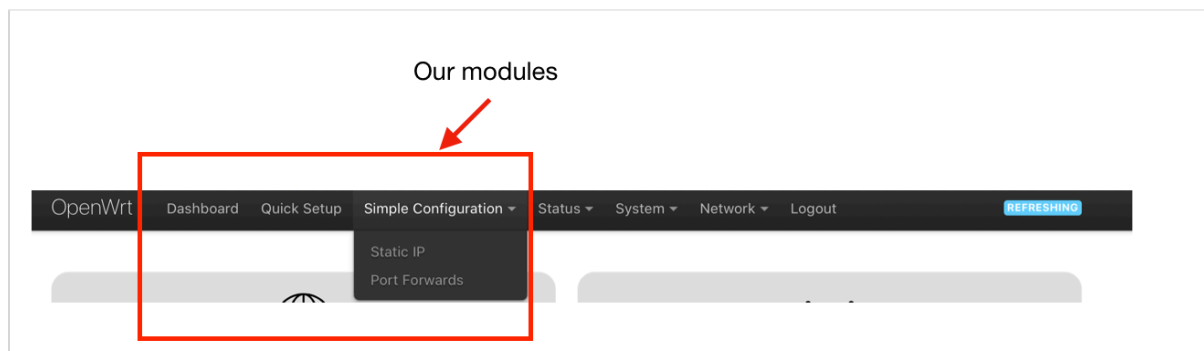 Our modules
OpenWrt Dashboard Quick Setup Simple Configuration Status System Network Logout REFRESHING
Static IP
Port Forwards